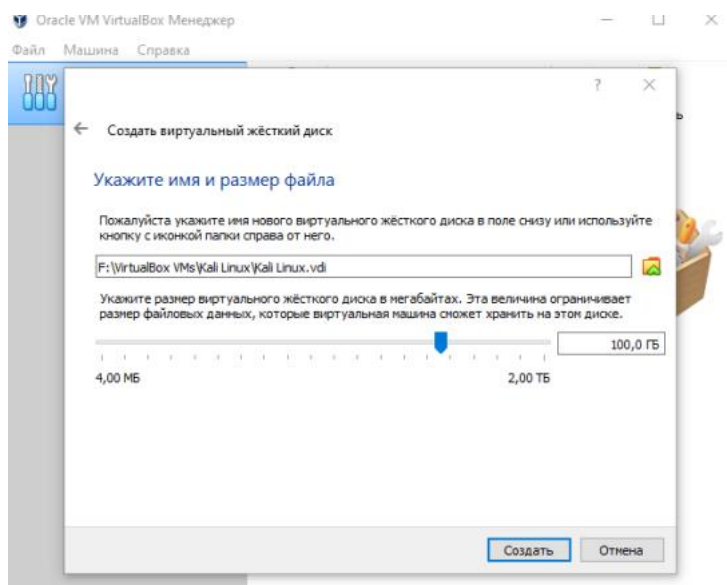 Oracle VM VirtualBox Менеджер
Файл Машина Справка
?
Создать виртуальный жёсткий диск
Укажите имя и размер файла
Пожалуйста укажите имя нового виртуального жёсткого диска в поле снизу или используйте
кнопку с иконкой папки справа от него.
F:\VirtualBox VMs\Kali Linux\Kali Linux.vdi
Укажите размер виртуального жёсткого диска в мегабайтах. Эта величина ограничивает
размер файловых данных, которые виртуальная машина сможет хранить на этом диске.
100,0 ГБ
4,00 МБ 2,00 ТБ
Создать Отмена